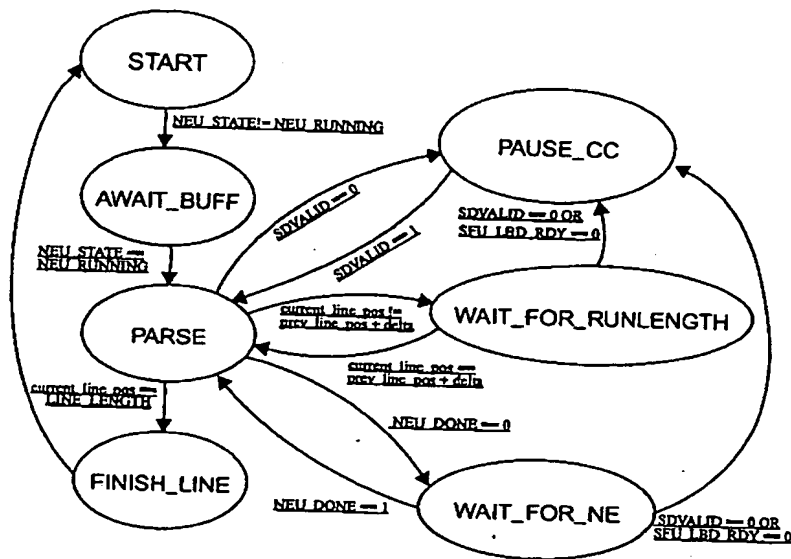 START
NEU_STATE != NEU_RUNNING
PAUSE_CC
AWAIT_BUFF
SDVALID == 0
SDVALID == 0 OR
SFU_LBD_RDY == 0
NEU_STATE ==
NEU_RUNNING
SDVALID == 1
PARSE
current_line_pos !=
prev_line_pos + delta
WAIT_FOR_RUNLENGTH
current_line_pos ==
prev_line_pos + delta
current_line_pos ==
LINE_LENGTH
NEU_DONE == 0
FINISH_LINE
NEU_DONE == 1
WAIT_FOR_NE
SDVALID == 0 OR
SFU_LBD_RDY == 0